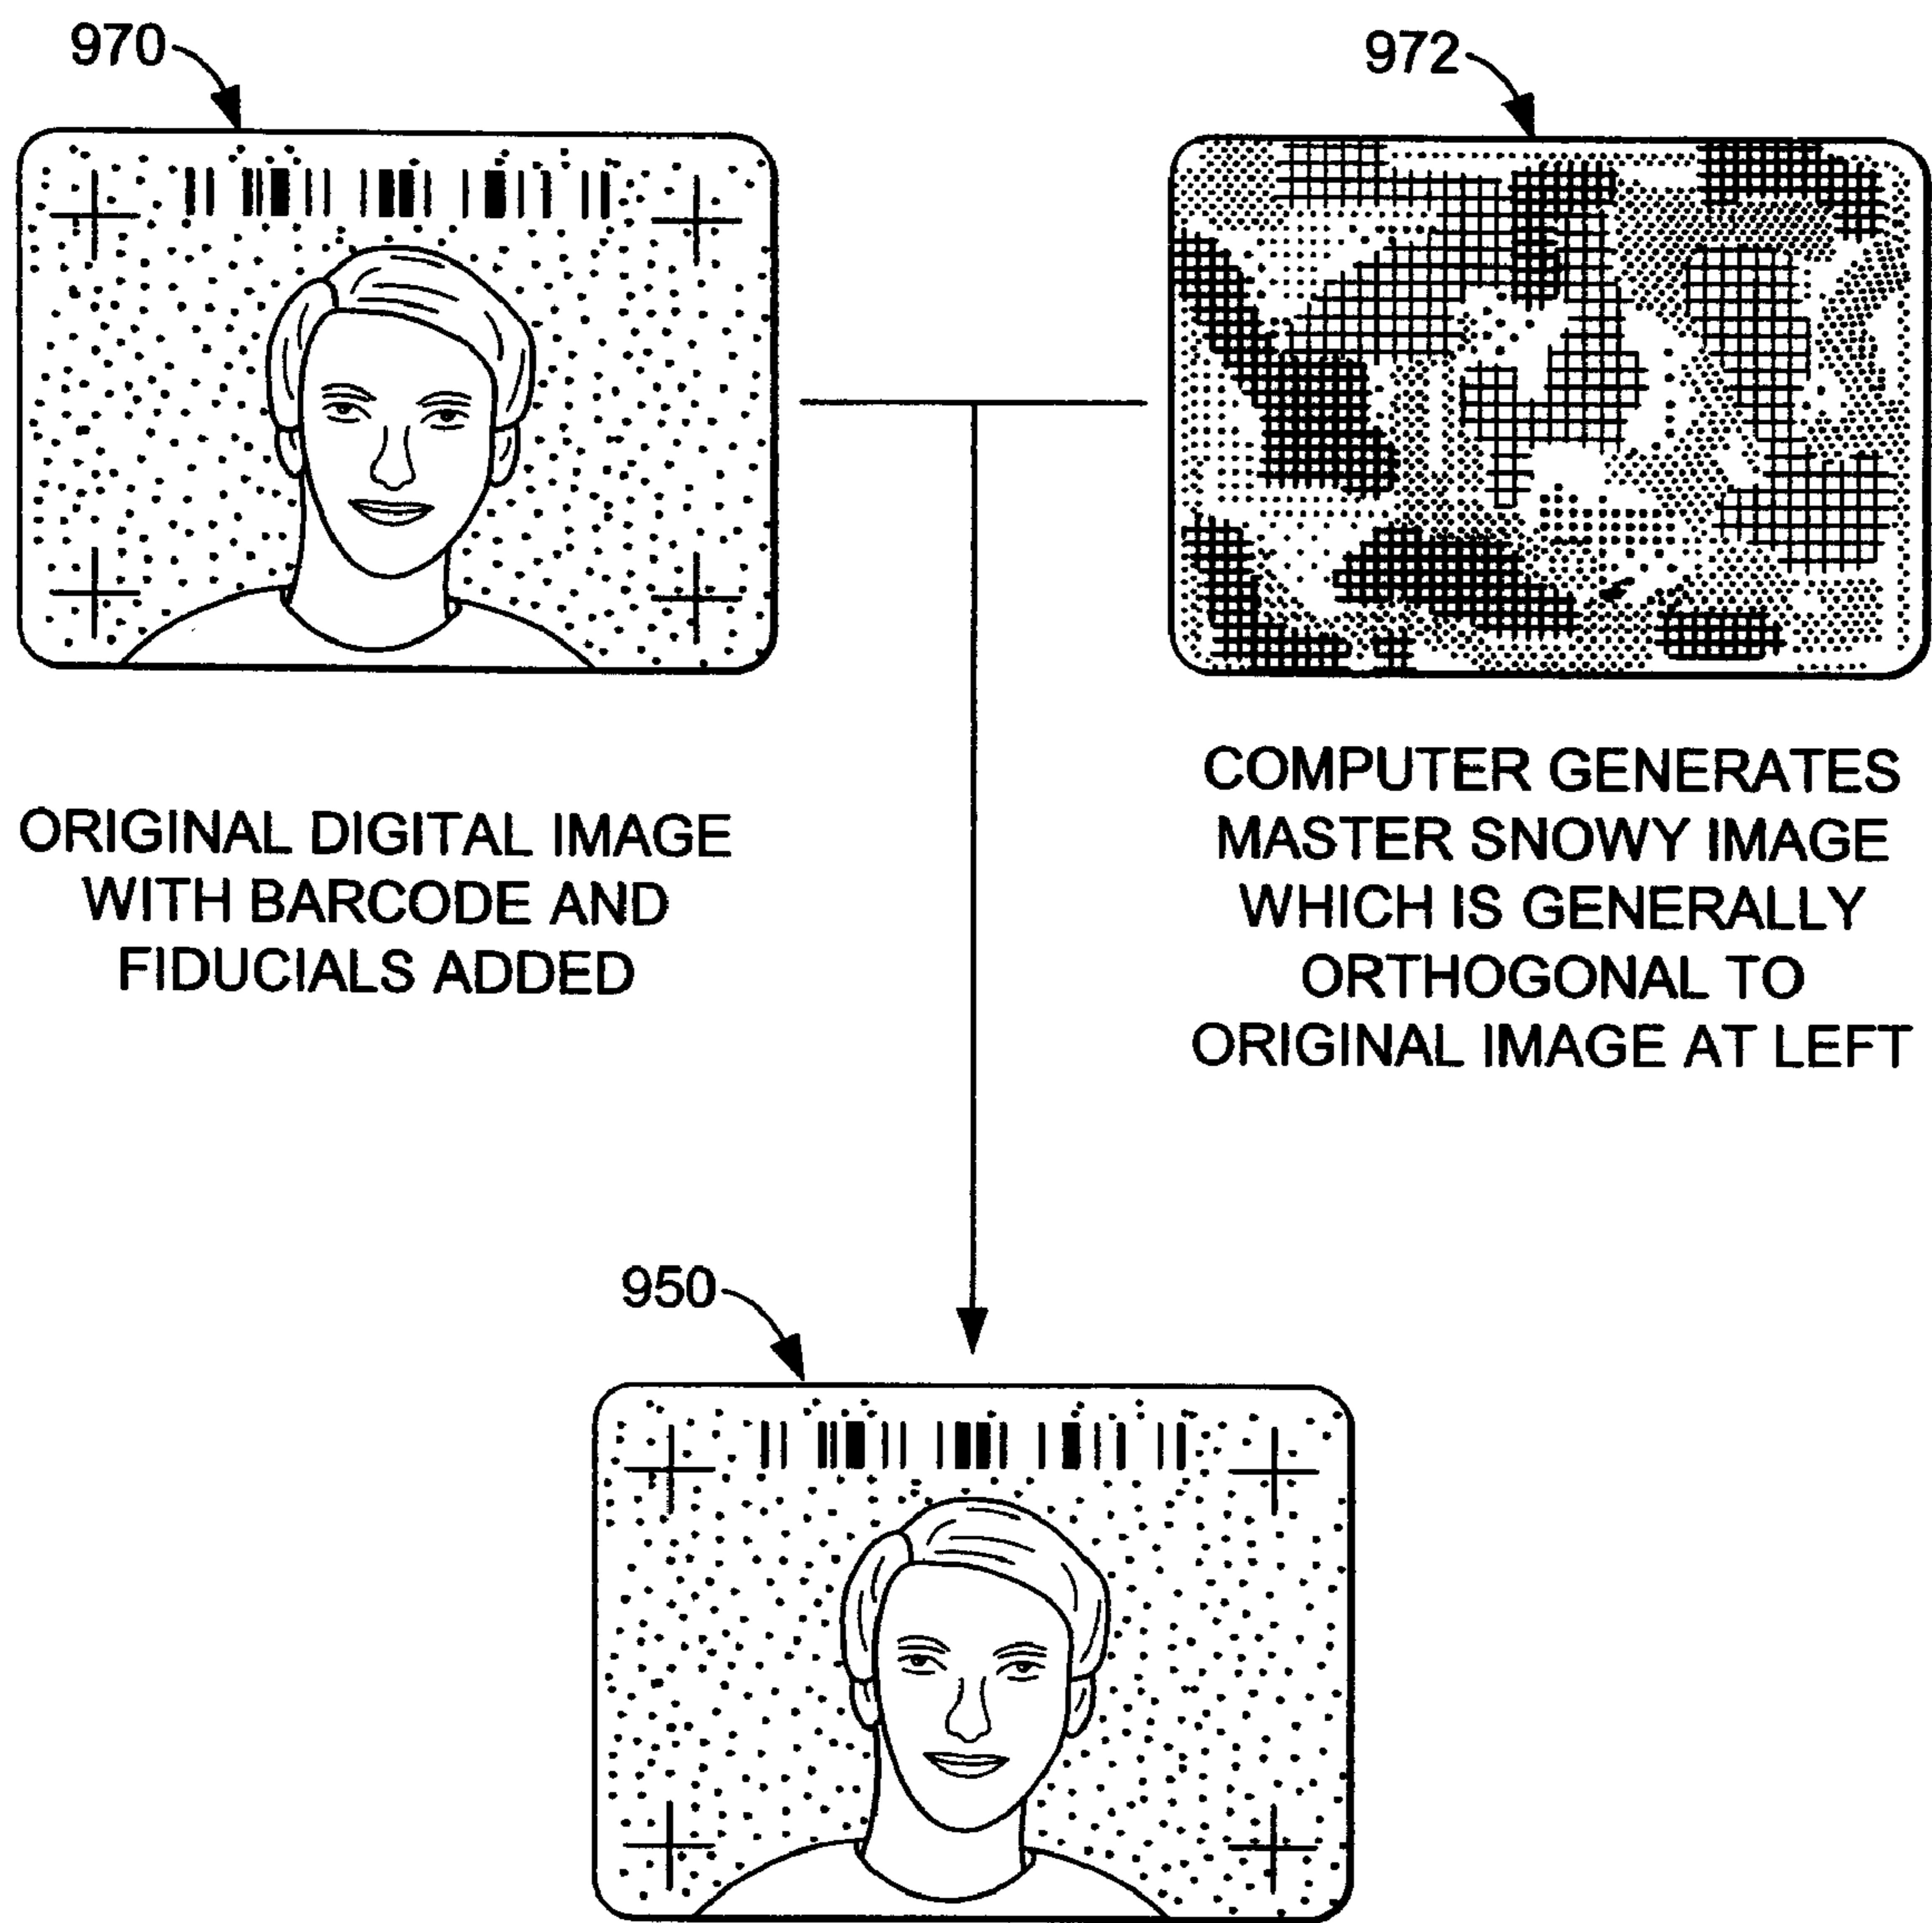 970
972
ORIGINAL DIGITAL IMAGE
WITH BARCODE AND
FIDUCIALS ADDED
COMPUTER GENERATES
MASTER SNOWY IMAGE
WHICH IS GENERALLY
ORTHOGONAL TO
ORIGINAL IMAGE AT LEFT
950